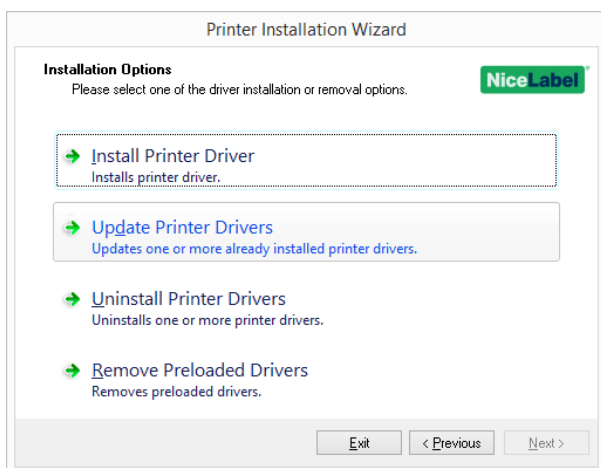 Printer Installation Wizard
Installation Options
Please select one of the driver installation or removal options.
NiceLabel
Install Printer Driver
Installs printer driver.
Update Printer Drivers
Updates one or more already installed printer drivers.
Uninstall Printer Drivers
Uninstalls one or more printer drivers.
Remove Preloaded Drivers
Removes preloaded drivers.
Exit
< Previous
Next >